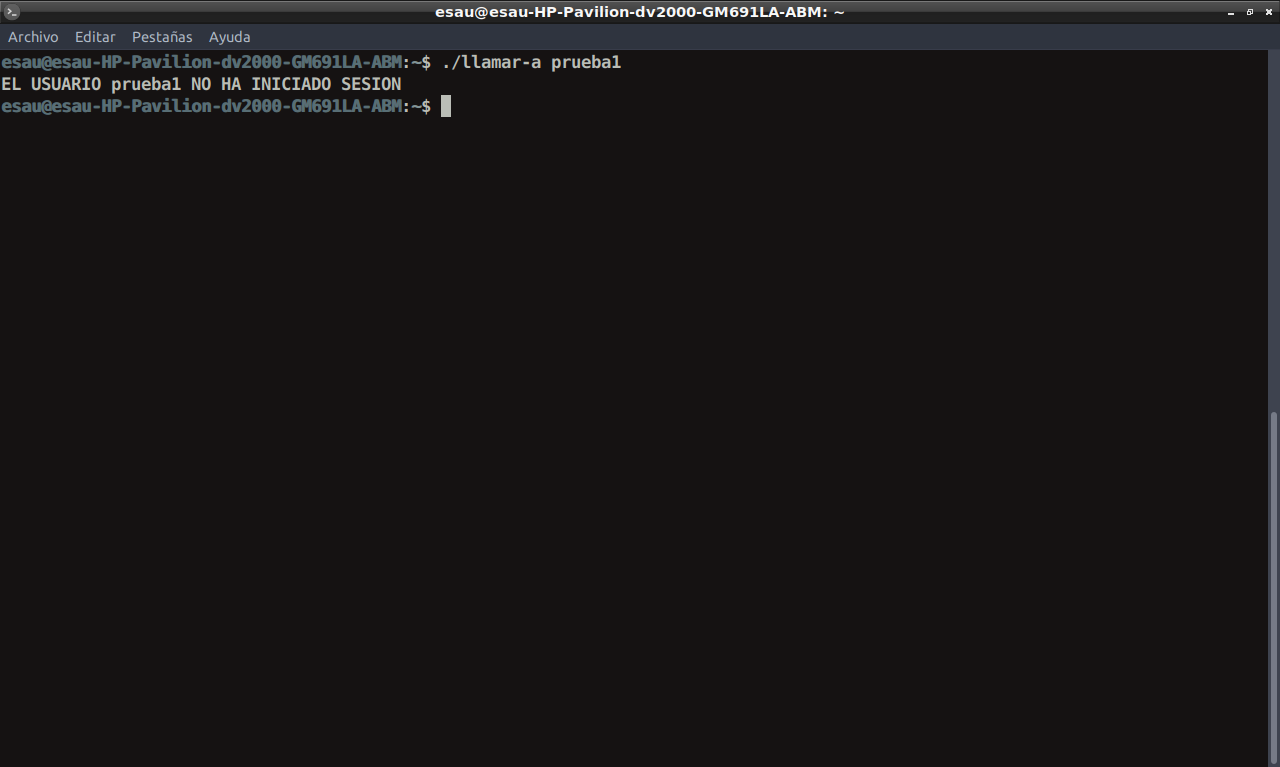 esau@esau-HP-Pavilion-dv2000-GM691LA-ABM: ~
Archivo Editar Pestañas Ayuda
esau@esau-HP-Pavilion-dv2000-GM691LA-ABM:~$ ./llamar-a prueba1
EL USUARIO prueba1 NO HA INICIADO SESION
esau@esau-HP-Pavilion-dv2000-GM691LA-ABM:~$